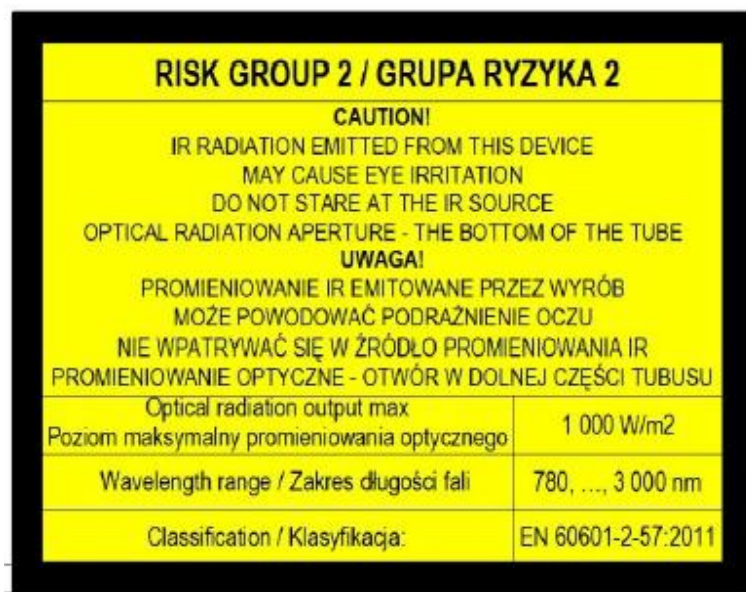 RISK GROUP 2 / GRUPA RYZYKA 2
CAUTION!
IR RADIATION EMITTED FROM THIS DEVICE
MAY CAUSE EYE IRRITATION
DO NOT STARE AT THE IR SOURCE
OPTICAL RADIATION APERTURE - THE BOTTOM OF THE TUBE
UWAGA!
PROMIENIOWANIE IR EMITOWANE PRZEZ WYRÓB
MOŻE POWODOWAĆ PODRAŻNIENIE OCZU
NIE WPATRYWAĆ SIĘ W ŹRÓDŁO PROMIENIOWANIA IR
PROMIENIOWANIE OPTYCZNE - OTWÓR W DOLNEJ CZĘŚCI TUBUSU
Optical radiation output max
Poziom maksymalny promieniowania optycznego
1 000 W/m2
Wavelength range / Zakres długości fali
780, ..., 3 000 nm
Classification / Klasyfikacja:
EN 60601-2-57:2011